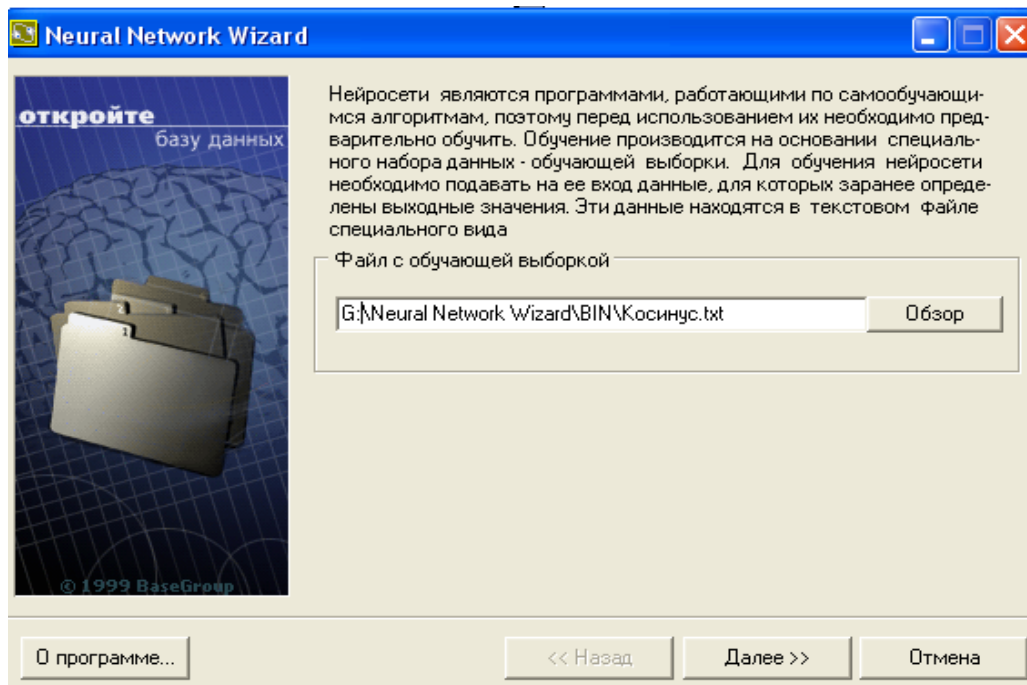 Neural Network Wizard
откройте
базу данных
Нейросети являются программами, работающими по самообучающи-
мся алгоритмам, поэтому перед использованием их необходимо пред-
варительно обучить. Обучение производится на основании специаль-
ного набора данных - обучающей выборки. Для обучения нейросети
необходимо подавать на ее вход данные, для которых заранее опреде-
лены выходные значения. Эти данные находятся в текстовом файле
специального вида
Файл с обучающей выборкой
G:\Neural Network Wizard\BIN\Косинус.txt
Обзор
2
1
© 1999 BaseGroup
О программе...
<< Назад
Далее >>
Отмена